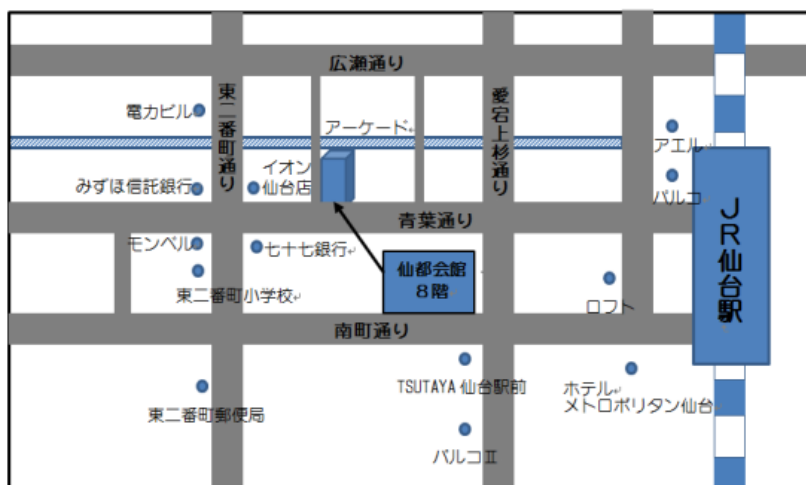 広瀬通り
東二番町通り
愛宕上杉通り
電力ビル
アーケード
アエル
イオン
仙台店
みずほ信託銀行
パルコ
青葉通り
JR仙台駅
モンベル
七十七銀行
仙都会館
8階
東二番町小学校
ロフト
南町通り
TSUTAYA 仙台駅前
ホテル
メトロポリタン仙台
東二番町郵便局
パルコⅡ